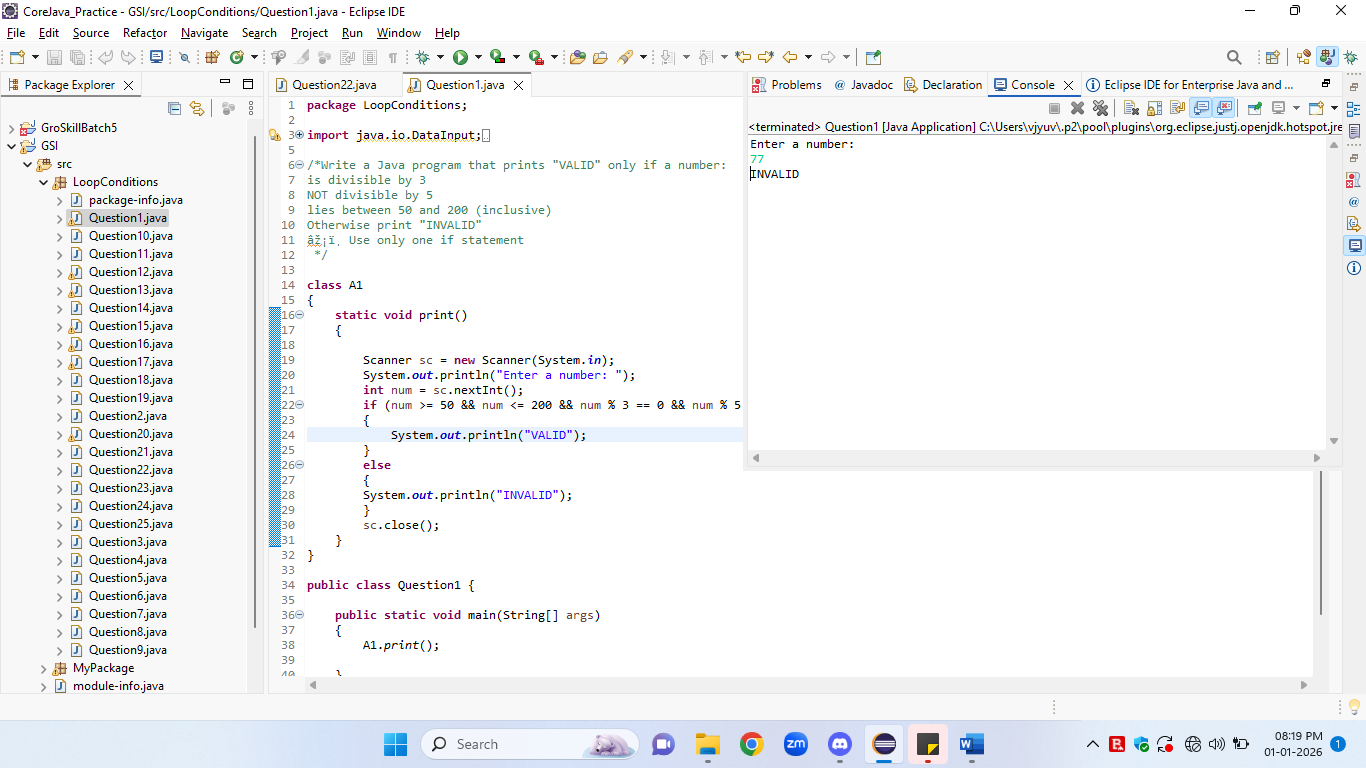 CoreJava_Practice - GSI/src/LoopConditions/Question1.java - Eclipse IDE
File Edit Source Refactor Navigate Search Project Run Window Help
Package Explorer
GroSkillBatch5
GSI
src
LoopConditions
package-info.java
Question1.java
Question10.java
Question11.java
Question12.java
Question13.java
Question14.java
Question15.java
Question16.java
Question17.java
Question18.java
Question19.java
Question2.java
Question20.java
Question21.java
Question22.java
Question23.java
Question24.java
Question25.java
Question3.java
Question4.java
Question5.java
Question6.java
Question7.java
Question8.java
Question9.java
MyPackage
module-info.java
Question22.java Question1.java
1 package LoopConditions;
2
3 import java.io.DataInput;
5
6 /*Write a Java program that prints "VALID" only if a number:
7 is divisible by 3
8 NOT divisible by 5
9 lies between 50 and 200 (inclusive)
10 Otherwise print "INVALID"
11 âž¡ï¸ Use only one if statement
12 */
13
14 class A1
15 {
16 static void print()
17 {
18
19 Scanner sc = new Scanner(System.in);
20 System.out.println("Enter a number: ");
21 int num = sc.nextInt();
22 if (num >= 50 && num <= 200 && num % 3 == 0 && num % 5
23 {
24 System.out.println("VALID");
25 }
26 else
27 {
28 System.out.println("INVALID");
29 }
30 sc.close();
31 }
32 }
33
34 public class Question1 {
35
36 public static void main(String[] args)
37 {
38 A1.print();
39
40 }
Problems Javadoc Declaration Console Eclipse IDE for Enterprise Java and ...
<terminated> Question1 [Java Application] C:\Users\vjyuv\.p2\pool\plugins\org.eclipse.justj.openjdk.hotspot.jre
Enter a number:
77
INVALID
Search
zm
08:19 PM
01-01-2026
1